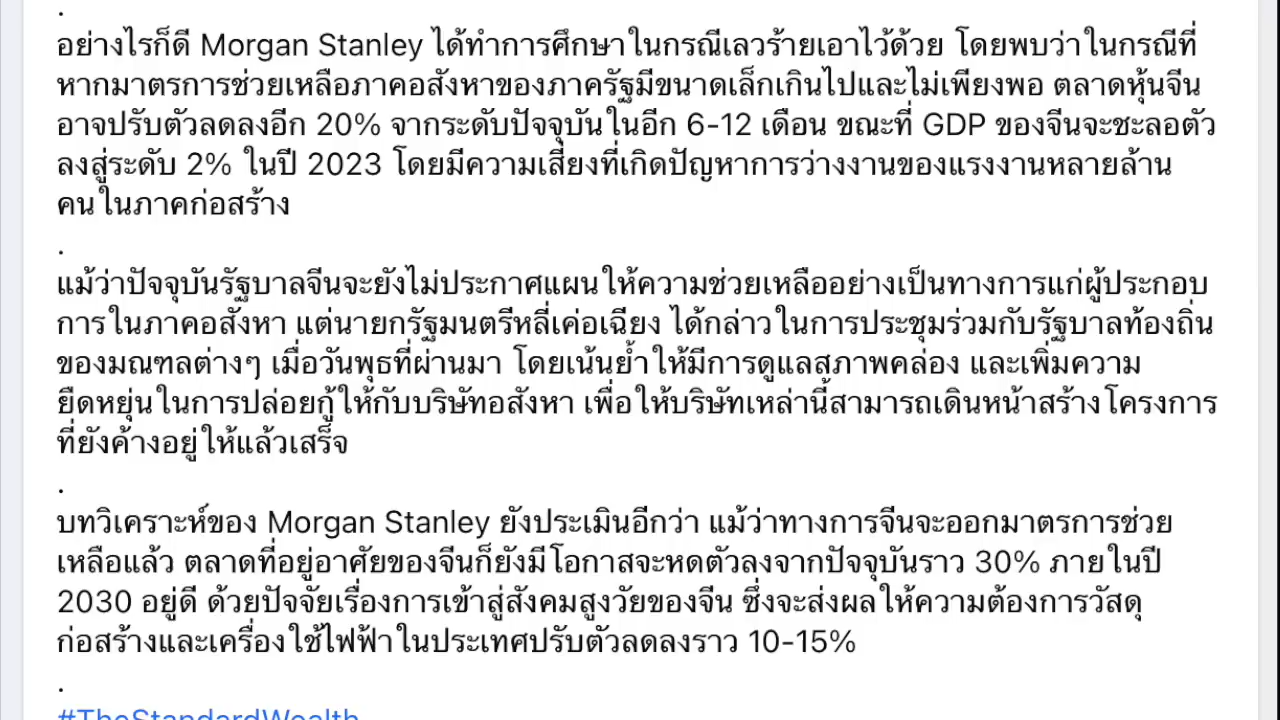 .
อย่างไรก็ดี Morgan Stanley ได้ทำการศึกษาในกรณีเลวร้ายเอาไว้ด้วย โดยพบว่าในกรณีที่
หากมาตรการช่วยเหลือภาคอสังหาของภาครัฐมีขนาดเล็กเกินไปและไม่เพียงพอ ตลาดหุ้นจีน
อาจปรับตัวลดลงอีก 20% จากระดับปัจจุบันในอีก 6-12 เดือน ขณะที่ GDP ของจีนจะชะลอตัว
ลงสู่ระดับ 2% ในปี 2023 โดยมีความเสี่ยงที่เกิดปัญหาการว่างงานของแรงงานหลายล้าน
คนในภาคก่อสร้าง
.
แม้ว่าปัจจุบันรัฐบาลจีนจะยังไม่ประกาศแผนให้ความช่วยเหลืออย่างเป็นทางการแก่ผู้ประกอบ
การในภาคอสังหา แต่นายกรัฐมนตรีหลี่เค่อเฉียง ได้กล่าวในการประชุมร่วมกับรัฐบาลท้องถิ่น
ของมณฑลต่างๆ เมื่อวันพุธที่ผ่านมา โดยเน้นย้ำให้มีการดูแลสภาพคล่อง และเพิ่มความ
ยืดหยุ่นในการปล่อยกู้ให้กับบริษัทอสังหา เพื่อให้บริษัทเหล่านี้สามารถเดินหน้าสร้างโครงการ
ที่ยังค้างอยู่ให้แล้วเสร็จ
.
บทวิเคราะห์ของ Morgan Stanley ยังประเมินอีกว่า แม้ว่าทางการจีนจะออกมาตรการช่วย
เหลือแล้ว ตลาดที่อยู่อาศัยของจีนก็ยังมีโอกาสจะหดตัวลงจากปัจจุบันราว 30% ภายในปี
2030 อยู่ดี ด้วยปัจจัยเรื่องการเข้าสู่สังคมสูงวัยของจีน ซึ่งจะส่งผลให้ความต้องการวัสดุ
ก่อสร้างและเครื่องใช้ไฟฟ้าในประเทศปรับตัวลดลงราว 10-15%
.
#TheStandardWealth